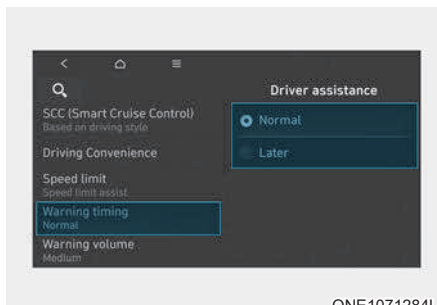 Driver assistance
SCC (Smart Cruise Control)
Based on driving style
Driving Convenience
Speed limit
Speed limit assist
Warning timing
Normal
Warning volume
Medium
Normal
Later